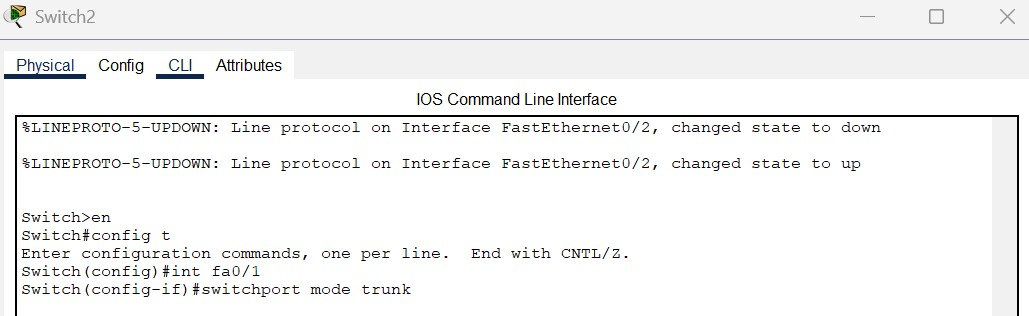 Switch2
Physical Config CLI Attributes
IOS Command Line Interface
%LINEPROTO-5-UPDOWN: Line protocol on Interface FastEthernet0/2, changed state to down
%LINEPROTO-5-UPDOWN: Line protocol on Interface FastEthernet0/2, changed state to up
Switch>en
Switch#config t
Enter configuration commands, one per line.  End with CNTL/Z.
Switch(config)#int fa0/1
Switch(config-if)#switchport mode trunk